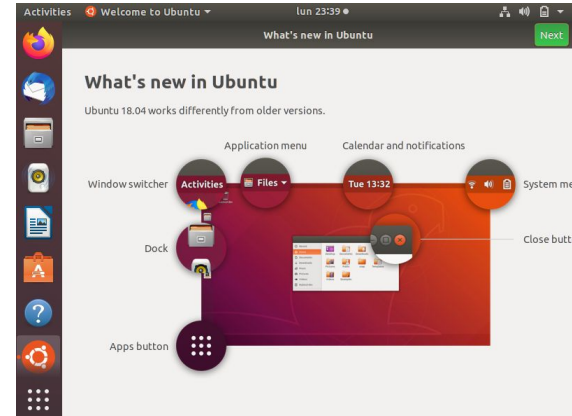 Activities Welcome to Ubuntu lun 23:39
What's new in Ubuntu Next
What's new in Ubuntu
Ubuntu 18.04 works differently from older versions.
Application menu Calendar and notifications
Window switcher Activities Files Tue 13:32 System me
Dock Close butt
Apps button